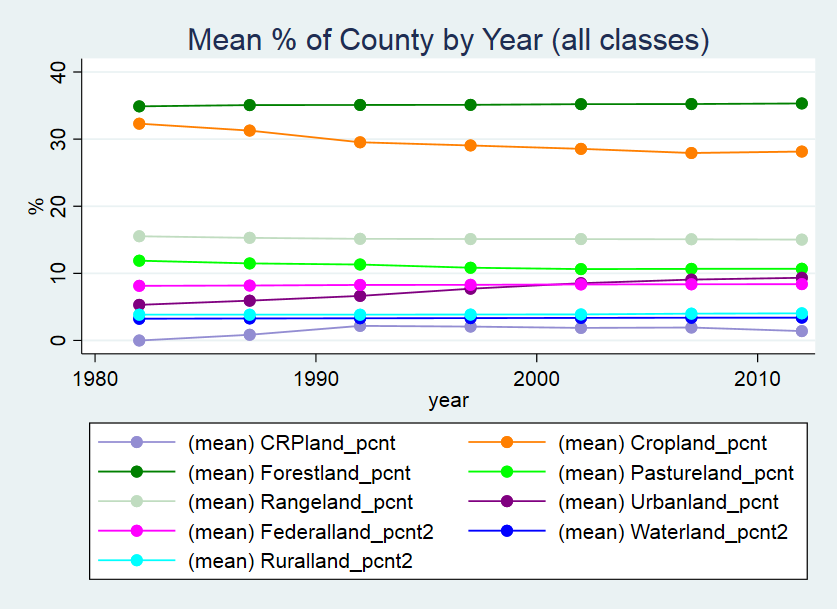 Mean % of County by Year (all classes)
40
30
20
10
0
%
1980 1990 2000 2010
year
(mean) CRPland_pcnt (mean) Cropland_pcnt
(mean) Forestland_pcnt (mean) Pastureland_pcnt
(mean) Rangeland_pcnt (mean) Urbanland_pcnt
(mean) Federalland_pcnt2 (mean) Waterland_pcnt2
(mean) Ruralland_pcnt2